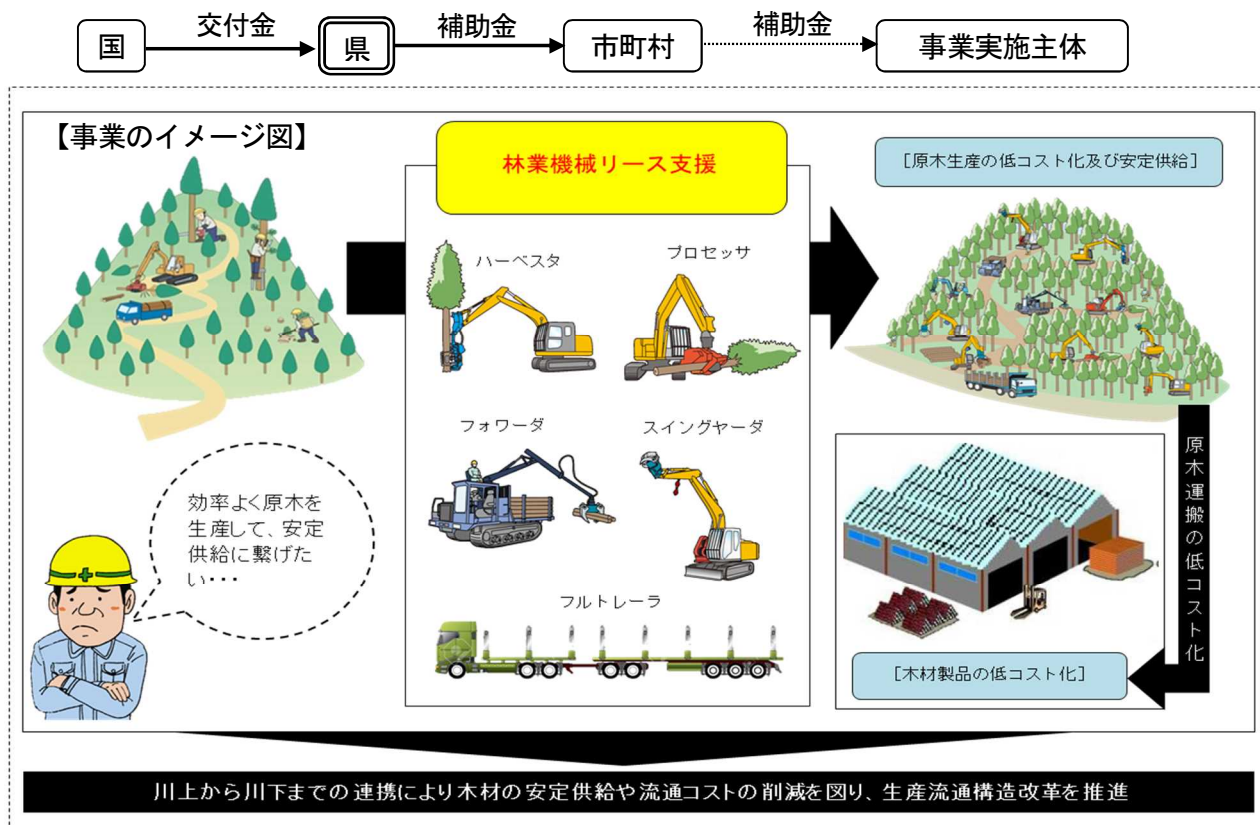 交付金
補助金
補助金
国
県
市町村
事業実施主体
【事業のイメージ図】
林業機械リース支援
[原木生産の低コスト化及び安定供給]
ハーベスタ
プロセッサ
フォワーダ
スイングヤーダ
フルトレーラ
効率よく原木を
生産して、安定
供給に繋げた
い・・・
原木運搬の低コスト化
[木材製品の低コスト化]
川上から川下までの連携により木材の安定供給や流通コストの削減を図り、生産流通構造改革を推進